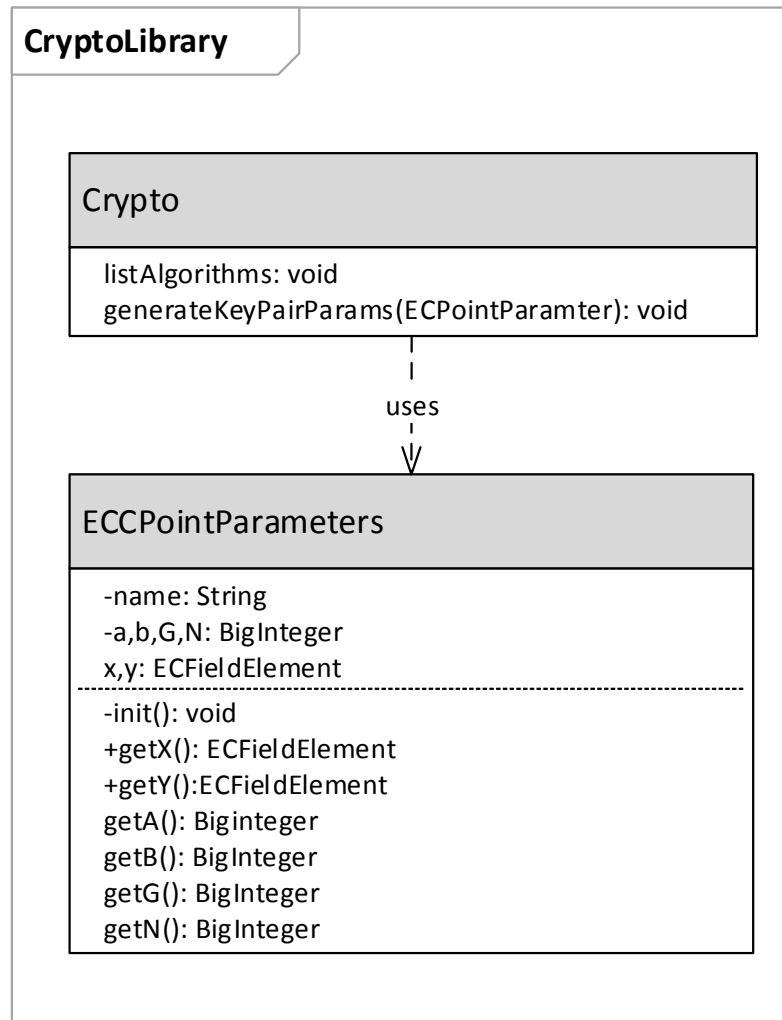 CryptoLibrary
Crypto
listAlgorithms: void
generateKeyPairParams(ECPointParamter): void
uses
ECCPointParameters
-name: String
-a,b,G,N: BigInteger
x,y: ECFieldElement
-init(): void
+getX(): ECFieldElement
+getY():ECFieldElement
getA(): Biginteger
getB(): BigInteger
getG(): BigInteger
getN(): BigInteger